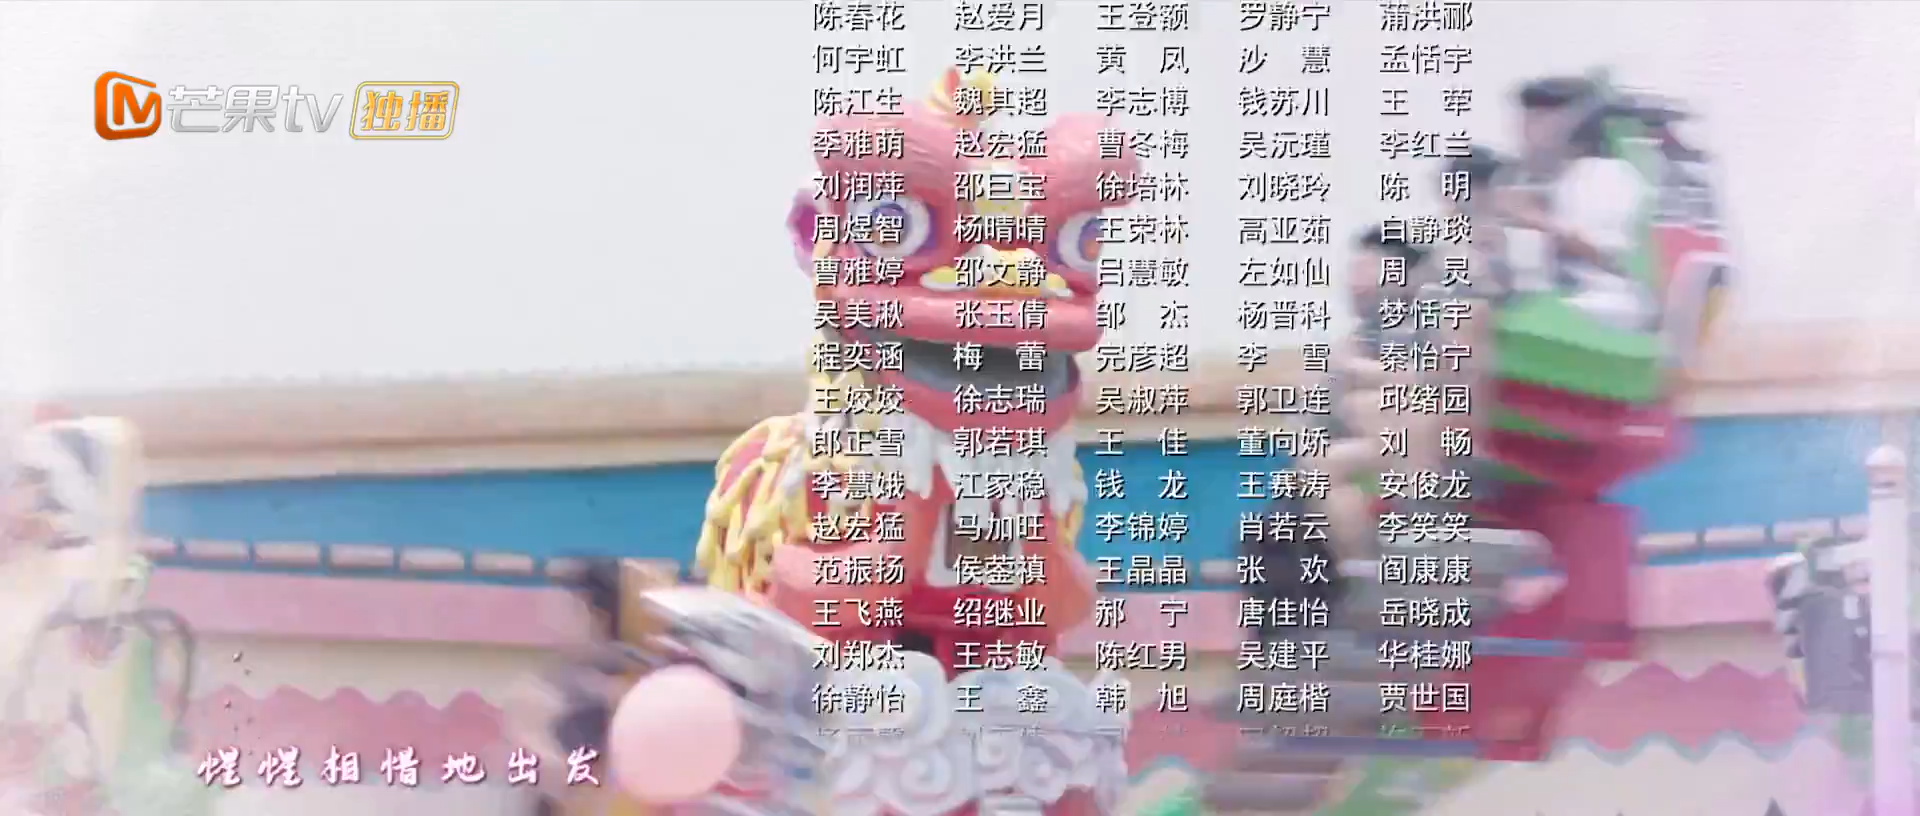 陈春花 赵爱月 王登额 罗静宁 蒲洪郦
何宇虹 李洪兰 黄 凤 沙 慧 孟恬宇
芒果tv 独播
陈江生 魏其超 李志博 钱苏川 王 荦
季雅萌 赵宏猛 曹冬梅 吴沅瑾 李红兰
刘润萍 邵巨宝 徐培林 刘晓玲 陈 明
周煜智 杨晴晴 王荣林 高亚茹 白静琰
曹雅婷 邵文静 吕慧敏 左如仙 周 灵
吴美湫 张玉倩 邹 杰 杨晋科 梦恬宇
程奕涵 梅 蕾 完彦超 李 雪 秦怡宁
王姣姣 徐志瑞 吴淑萍 郭卫连 邱绪园
郎正雪 郭若琪 王 佳 董向娇 刘 畅
李慧娥 江家稳 钱 龙 王赛涛 安俊龙
赵宏猛 马加旺 李锦婷 肖若云 李笑笑
范振扬 侯蓥禛 王晶晶 张 欢 阎康康
王飞燕 绍继业 郝 宁 唐佳怡 岳晓成
刘郑杰 王志敏 陈红男 吴建平 华桂娜
徐静怡 王 鑫 韩 旭 周庭楷 贾世国
惺惺相惜地出发